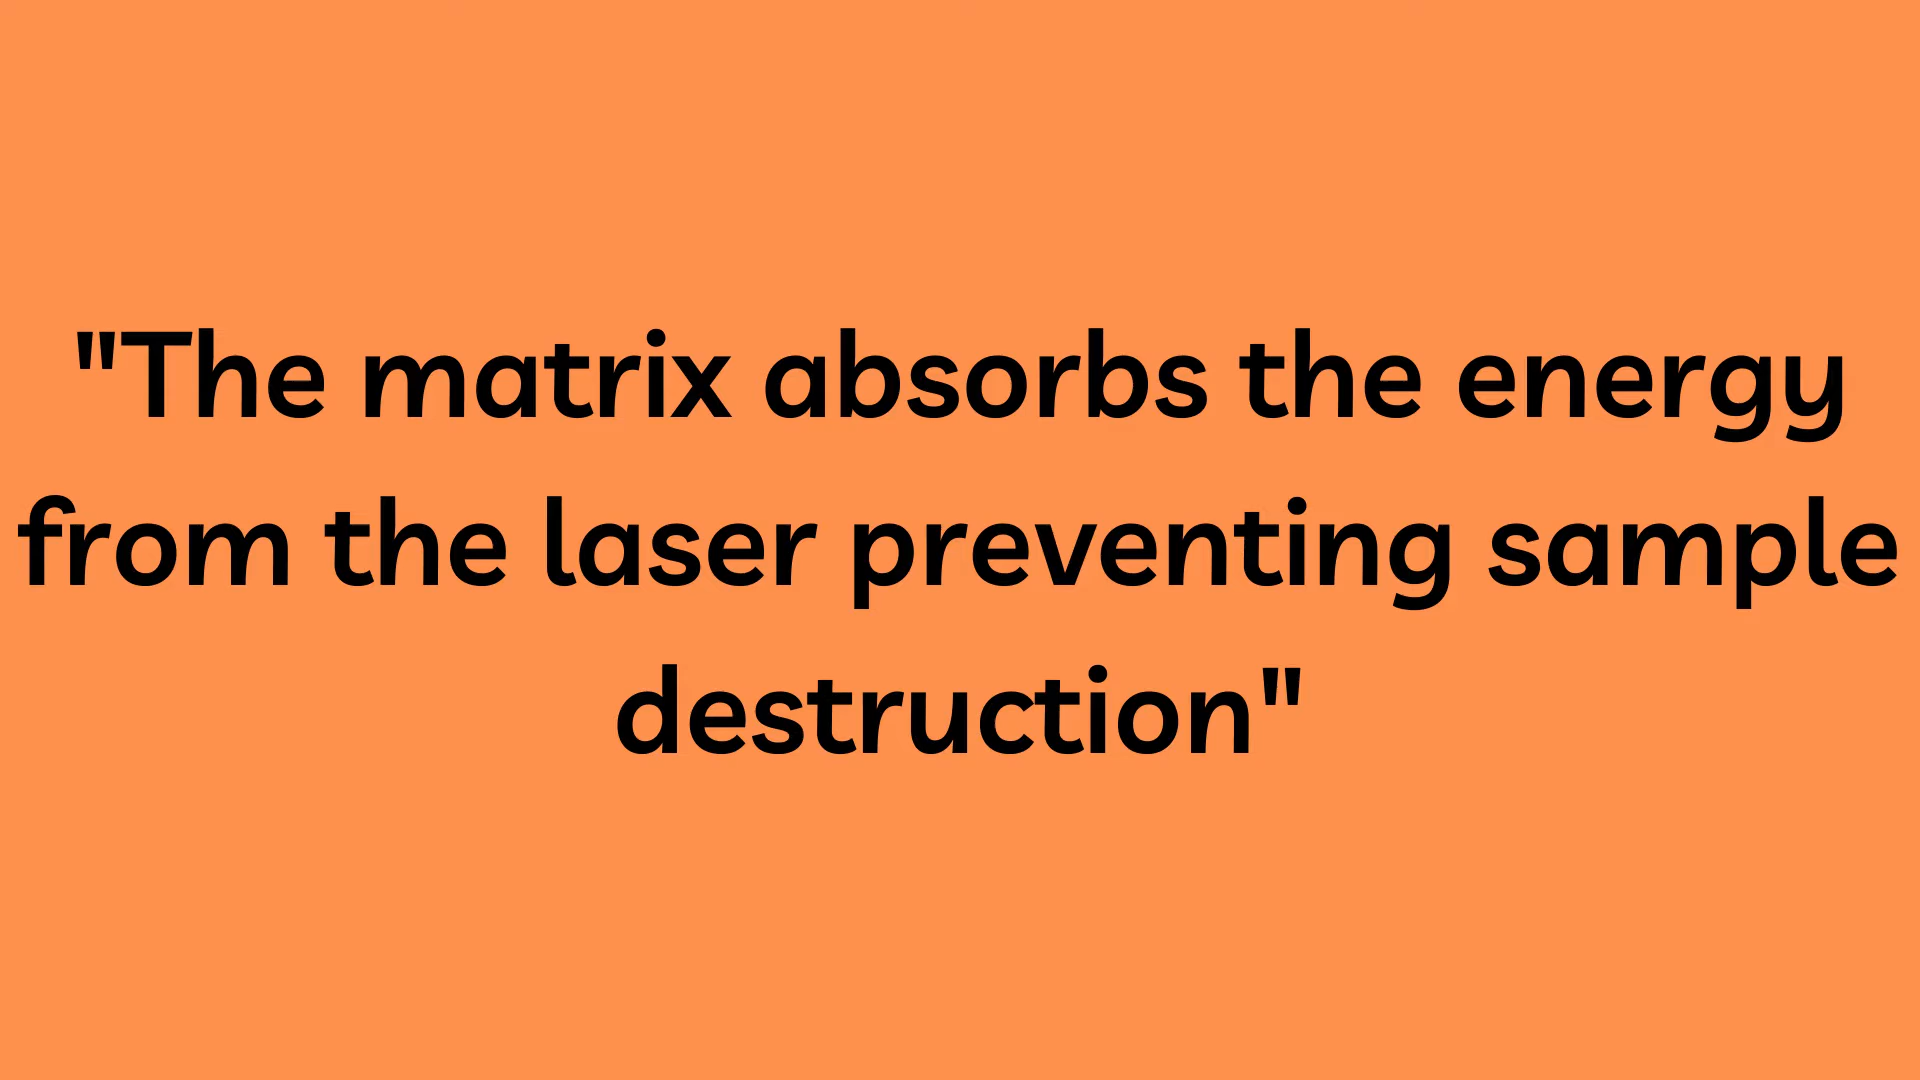 "The matrix absorbs the energy
from the laser preventing sample
destruction"